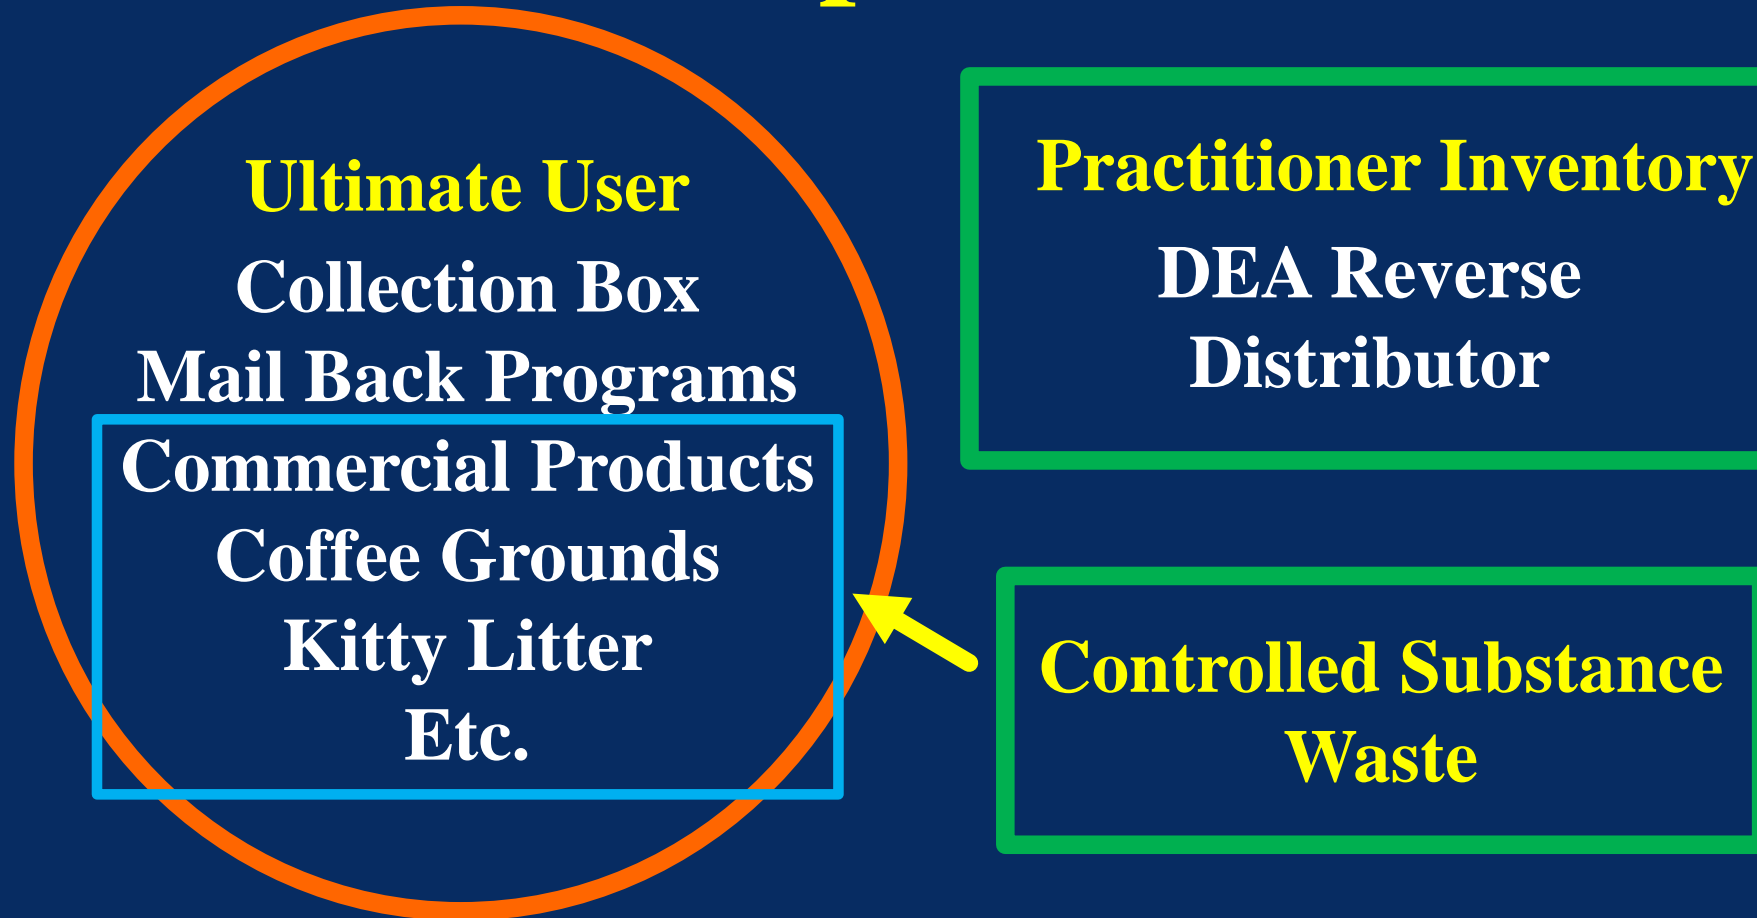 Ultimate User
Collection Box
Mail Back Programs
Commercial Products
Coffee Grounds
Kitty Litter
Etc.
Practitioner Inventory
DEA Reverse
Distributor
Controlled Substance
Waste